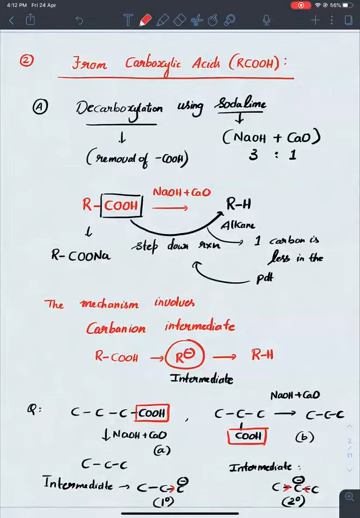 4:12 PM Fri 24 Apr
56%
② From Carboxylic Acids (RCOOH):
Ⓐ Decarboxylation using Sodalime
(removal of -COOH)
(NaOH + CaO)
3 : 1
NaOH + CaO
R-COOH → R-H
Alkane
R-COONa
step down rxn
1 carbon is
less in the
pdt
The mechanism involves
Carbanion intermediate
R-COOH → R⊖ → R-H
Intermediate
Q: C-C-C-COOH , C-C-C → C-C-C
NaOH + CaO
COOH
↓NaOH + CaO
(a)
(b)
C-C-C
Intermediate → C-C-C⊖
(1°)
Intermediate:
C→C⊖←C
(2°)